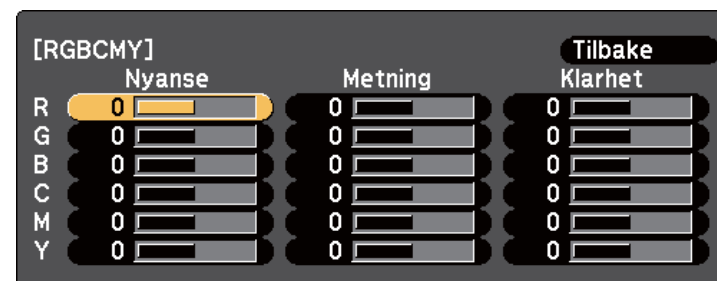 [RGBCMY] Tilbake
Nyanse Metning Klarhet
R 0 0 0
G 0 0 0
B 0 0 0
C 0 0 0
M 0 0 0
Y 0 0 0